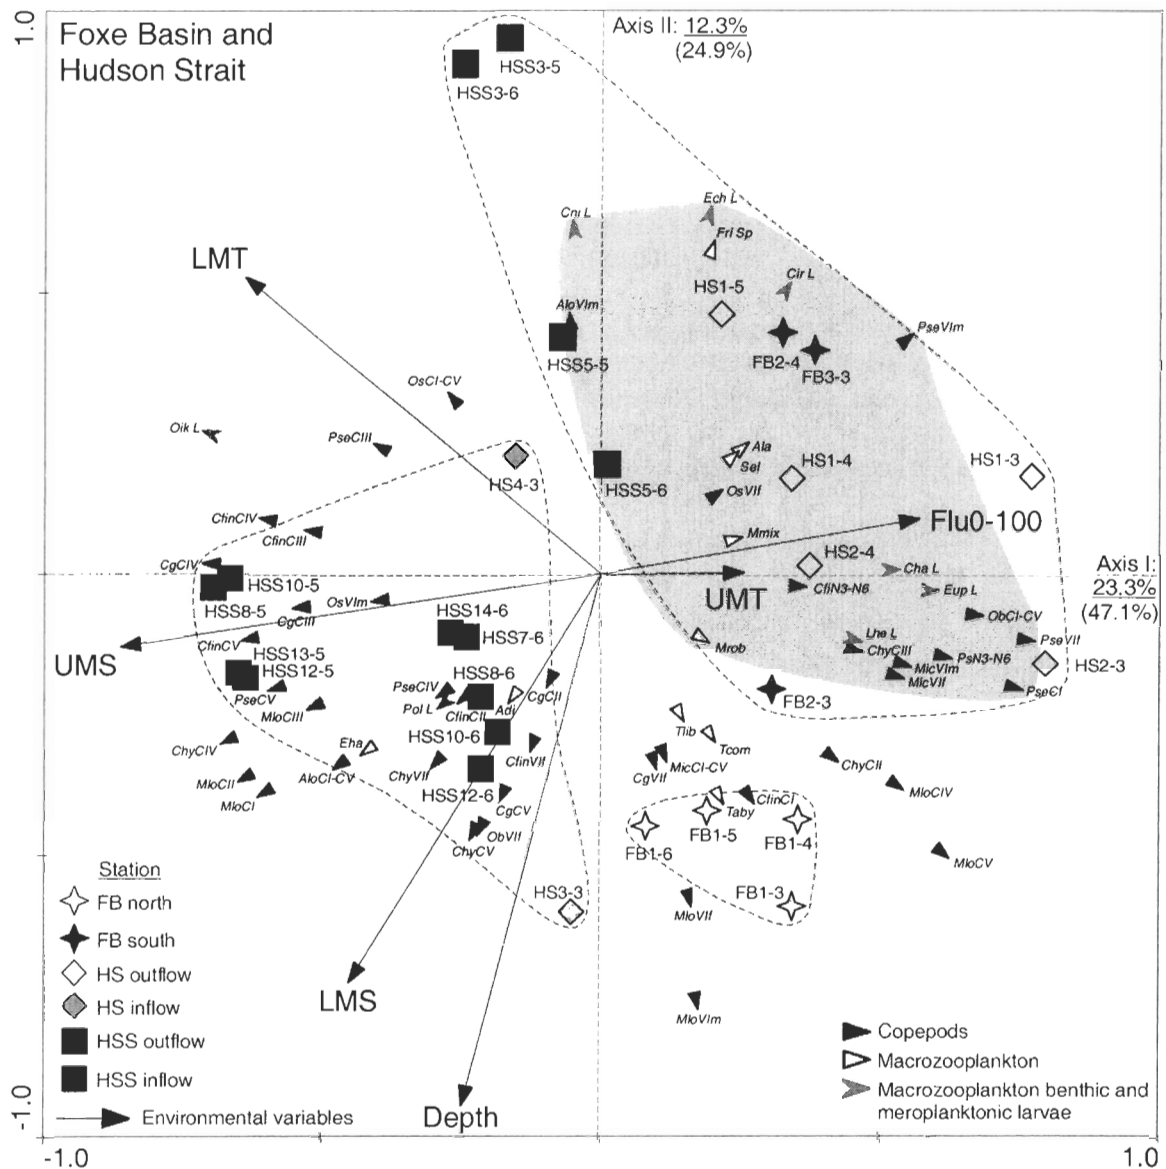 1.0
Foxe Basin and
Hudson Strait
Axis II: 12.3%
(24.9%)
HSS3-5
HSS3-6
Ech L
Cni L
Fri Sp
LMT
Cir L
HS1-5
AloVIm
PseVIm
HSS5-5
FB2-4
FB3-3
OsCI-CV
Oik L
PseCIII
Ala
Sel
HS1-4
HS1-3
HS4-3
HSS5-6
OsVIf
CfinCIV
CfinCIII
Flu0-100
Mmix
HS2-4
CgCIV
Cha L
Axis I:
23.3%
(47.1%)
HSS10-5
HSS8-5
OsVIm
CgCIII
UMT
CfiN3-N6
Eup L
ObCI-CV
HSS14-6
HSS7-6
CfinCV
Mrob
Lhe L
ChyCIII
PseVIf
PsN3-N6
MicVIm
MicVIf
HS2-3
PseCI
UMS
HSS13-5
HSS12-5
HSS8-6
PseCV
PseCIV
Pol L
CfinCII
Adi
CgCII
FB2-3
MloCIII
HSS10-6
Tlib
Tcom
ChyCIV
Eha
AloCI-CV
ChyVIf
CfinVIf
CgVIf
MicCI-CV
ChyCII
MloCII
MloCI
HSS12-6
CgCV
MloCIV
Taby
CfinCI
ObVIf
ChyCV
FB1-6
FB1-5
FB1-4
MloCV
HS3-3
FB1-3
MloVIf
LMS
MloVIm
Depth
Station
FB north
FB south
HS outflow
HS inflow
HSS outflow
HSS inflow
Environmental variables
Copepods
Macrozooplankton
Macrozooplankton benthic and
meroplanktonic larvae
-1.0
-1.0
1.0